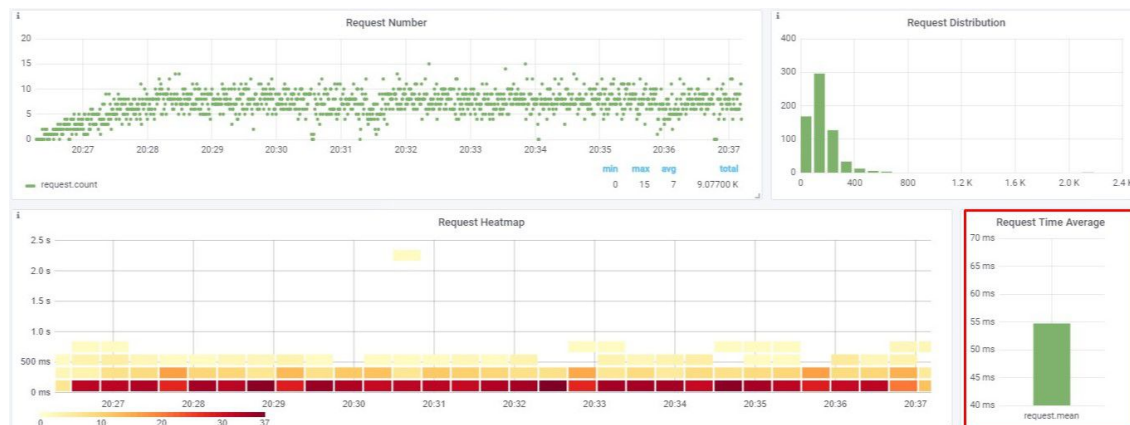 i
Request Number
20
15
10
5
0
20:27 20:28 20:29 20:30 20:31 20:32 20:33 20:34 20:35 20:36 20:37
min max avg total
request.count 0 15 7 9.07700 K
Request Distribution
400
300
200
100
0
0 400 800 1.2 K 1.6 K 2.0 K 2.4 K
i
Request Heatmap
2.5 s
2.0 s
1.5 s
1.0 s
500 ms
0 ms
20:27 20:28 20:29 20:30 20:31 20:32 20:33 20:34 20:35 20:36 20:37
0 10 20 30 37
Request Time Average
70 ms
65 ms
60 ms
55 ms
50 ms
45 ms
40 ms
request.mean